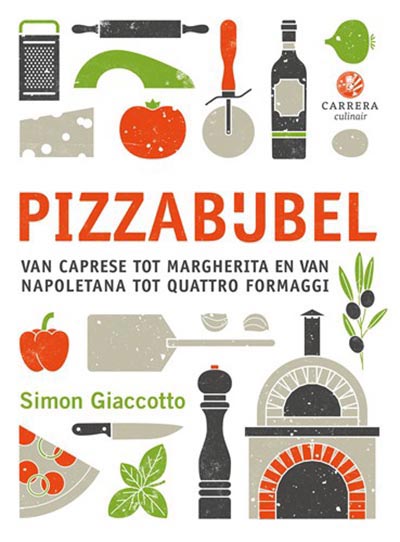 CARRERA
culinair
PIZZABIJBEL
VAN CAPRESE TOT MARGHERITA EN VAN
NAPOLETANA TOT QUATTRO FORMAGGI
Simon Giaccotto